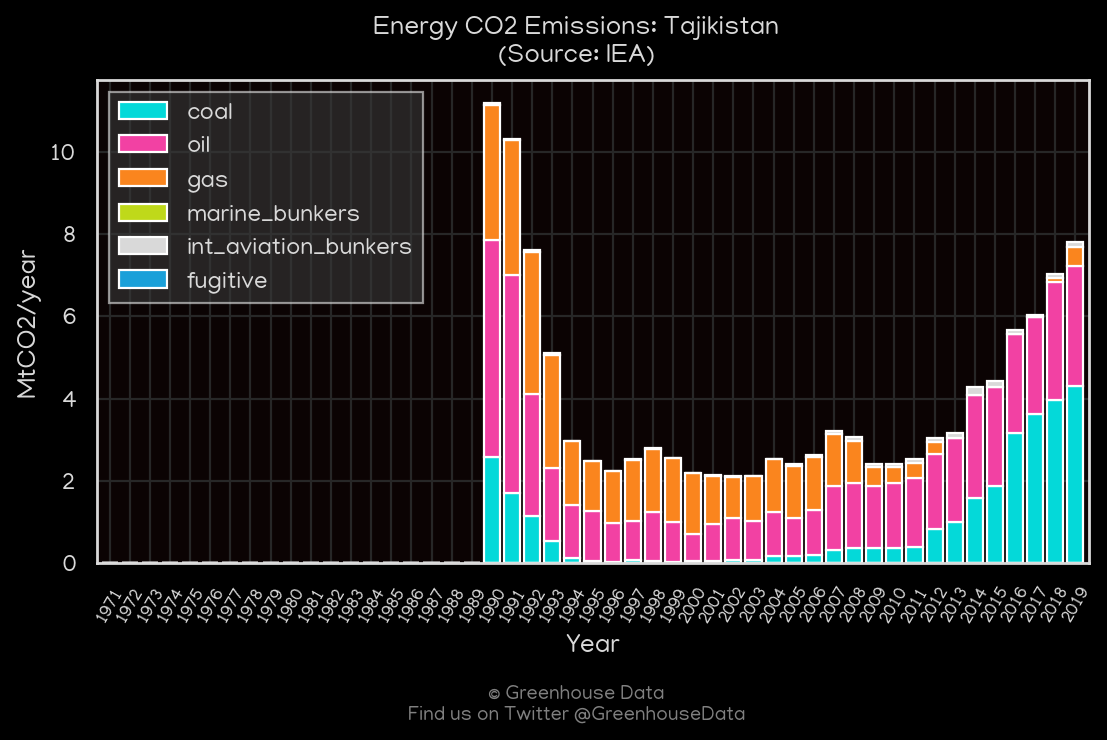 Energy CO2 Emissions: Tajikistan
(Source: IEA)
coal
oil
gas
marine_bunkers
int_aviation_bunkers
fugitive
MtCO2/year
10
8
6
4
2
0
1971 1972 1973 1974 1975 1976 1977 1978 1979 1980 1981 1982 1983 1984 1985 1986 1987 1988 1989 1990 1991 1992 1993 1994 1995 1996 1997 1998 1999 2000 2001 2002 2003 2004 2005 2006 2007 2008 2009 2010 2011 2012 2013 2014 2015 2016 2017 2018 2019
Year
© Greenhouse Data
Find us on Twitter @GreenhouseData